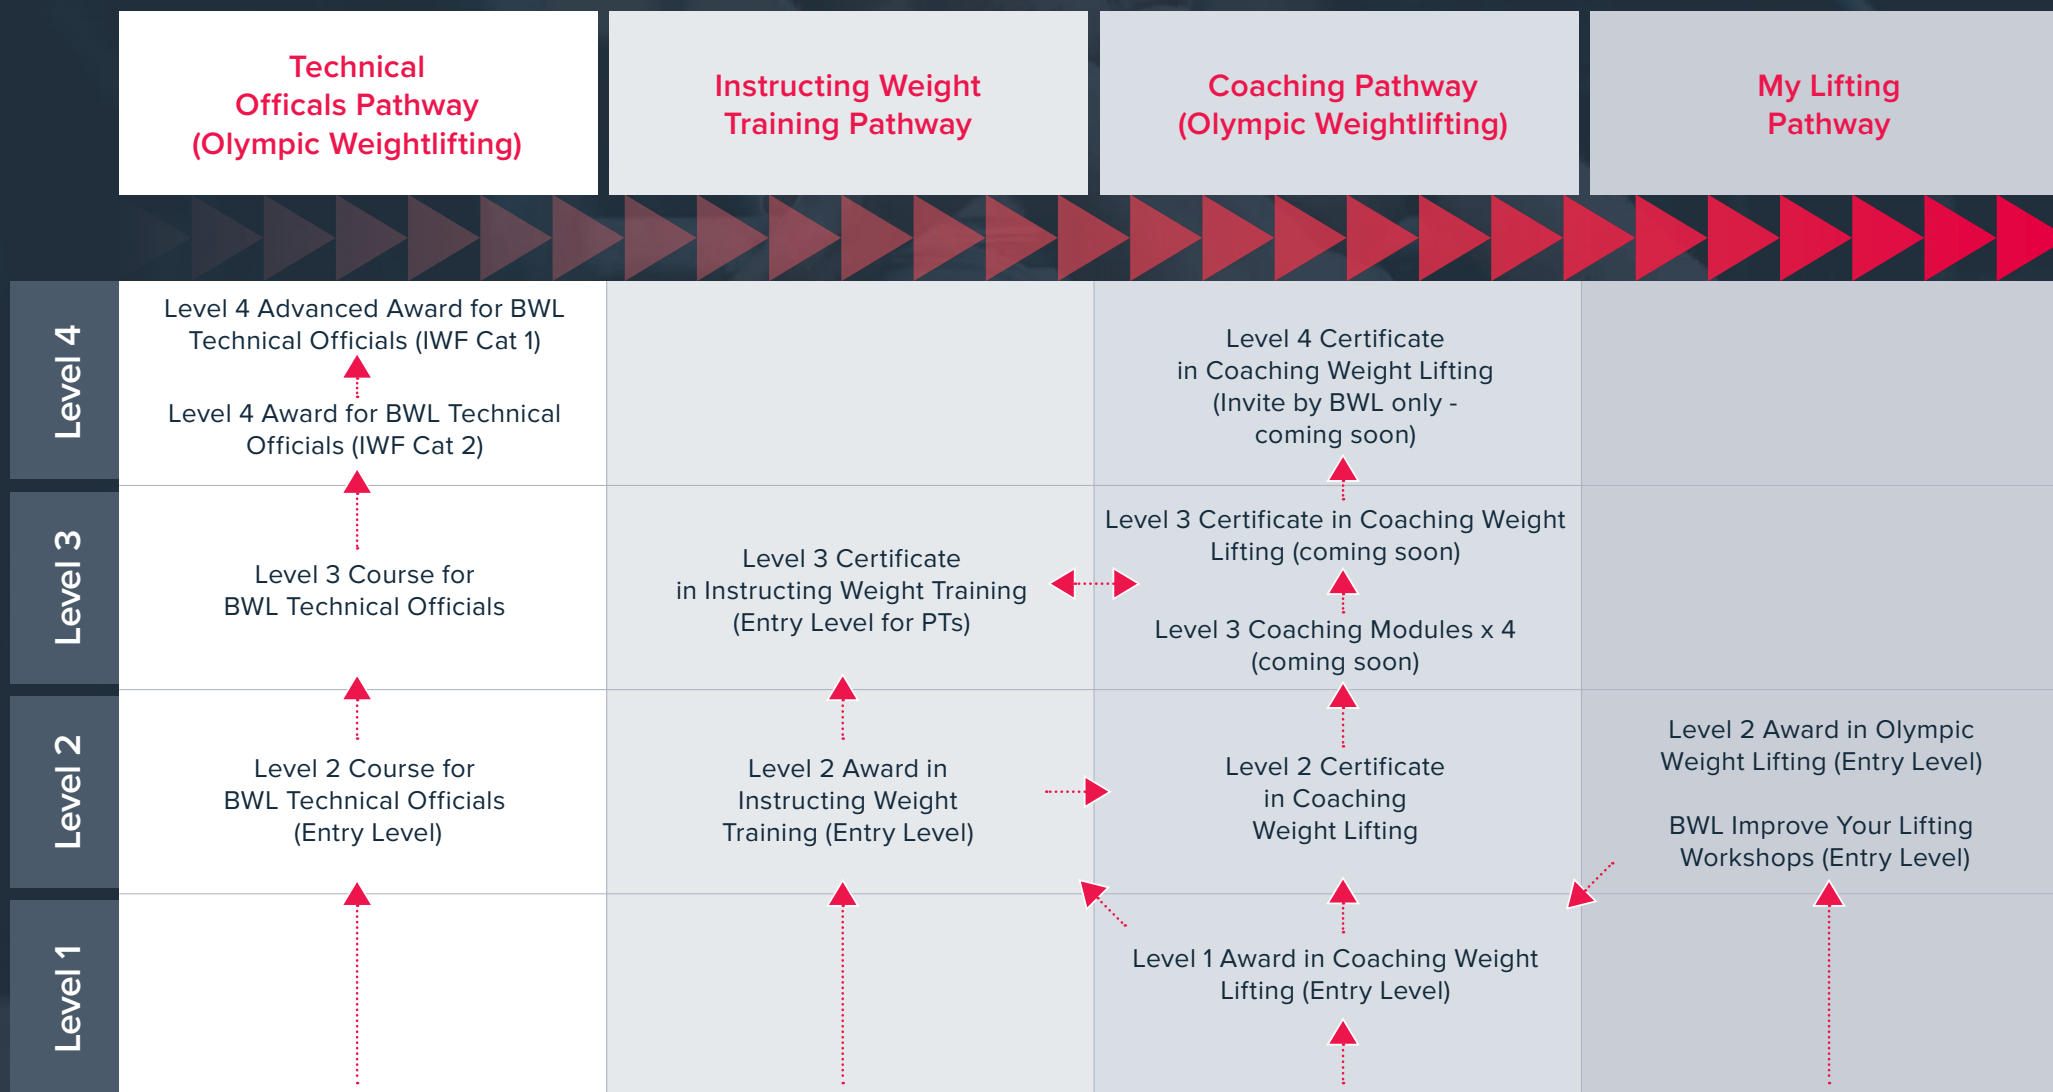 Technical
Officals Pathway
(Olympic Weightlifting)
Instructing Weight
Training Pathway
Coaching Pathway
(Olympic Weightlifting)
My Lifting
Pathway
Level 4
Level 4 Advanced Award for BWL
Technical Officials (IWF Cat 1)
Level 4 Award for BWL Technical
Officials (IWF Cat 2)
Level 4 Certificate
in Coaching Weight Lifting
(Invite by BWL only -
coming soon)
Level 3
Level 3 Course for
BWL Technical Officials
Level 3 Certificate
in Instructing Weight Training
(Entry Level for PTs)
Level 3 Certificate in Coaching Weight
Lifting (coming soon)
Level 3 Coaching Modules x 4
(coming soon)
Level 2
Level 2 Course for
BWL Technical Officials
(Entry Level)
Level 2 Award in
Instructing Weight
Training (Entry Level)
Level 2 Certificate
in Coaching
Weight Lifting
Level 2 Award in Olympic
Weight Lifting (Entry Level)
BWL Improve Your Lifting
Workshops (Entry Level)
Level 1
Level 1 Award in Coaching Weight
Lifting (Entry Level)